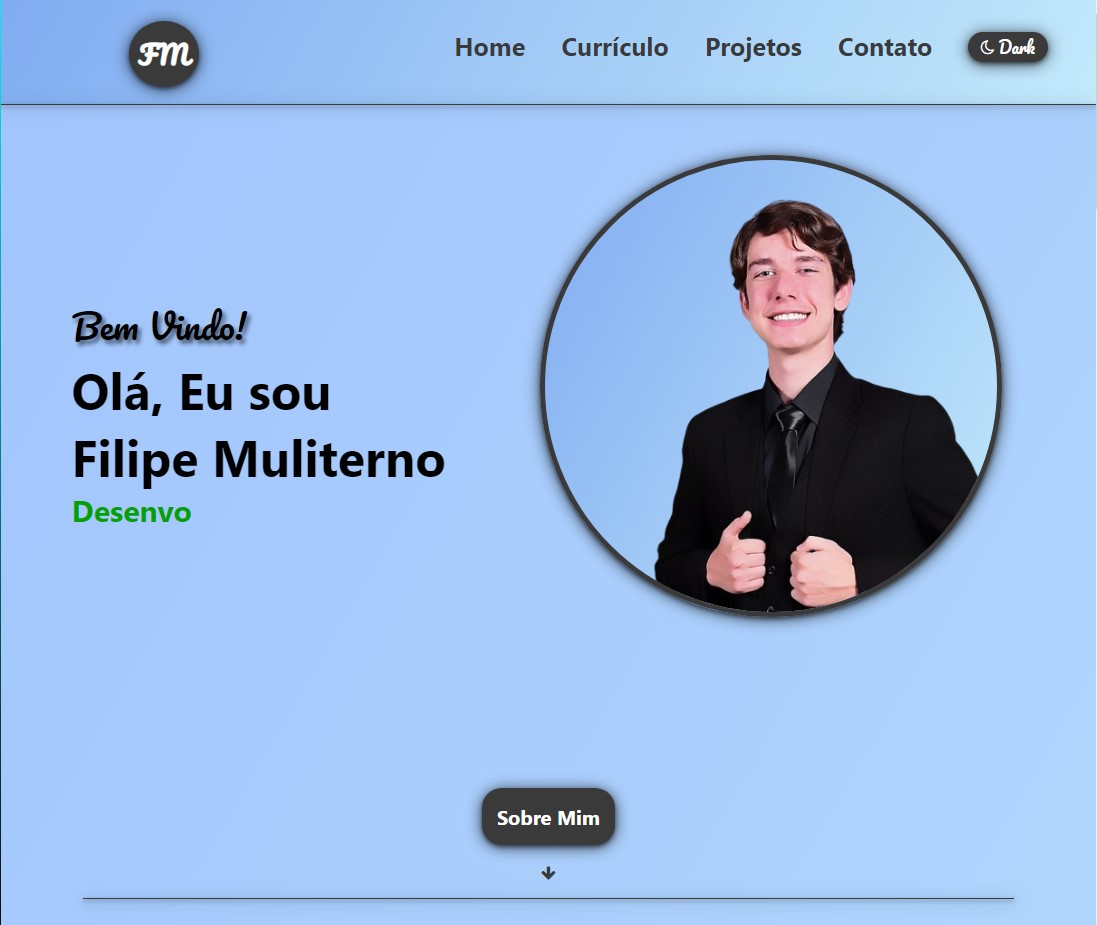 FM
Home Currículo Projetos Contato Dark
Bem Vindo!
Olá, Eu sou
Filipe Muliterno
Desenvo
Sobre Mim